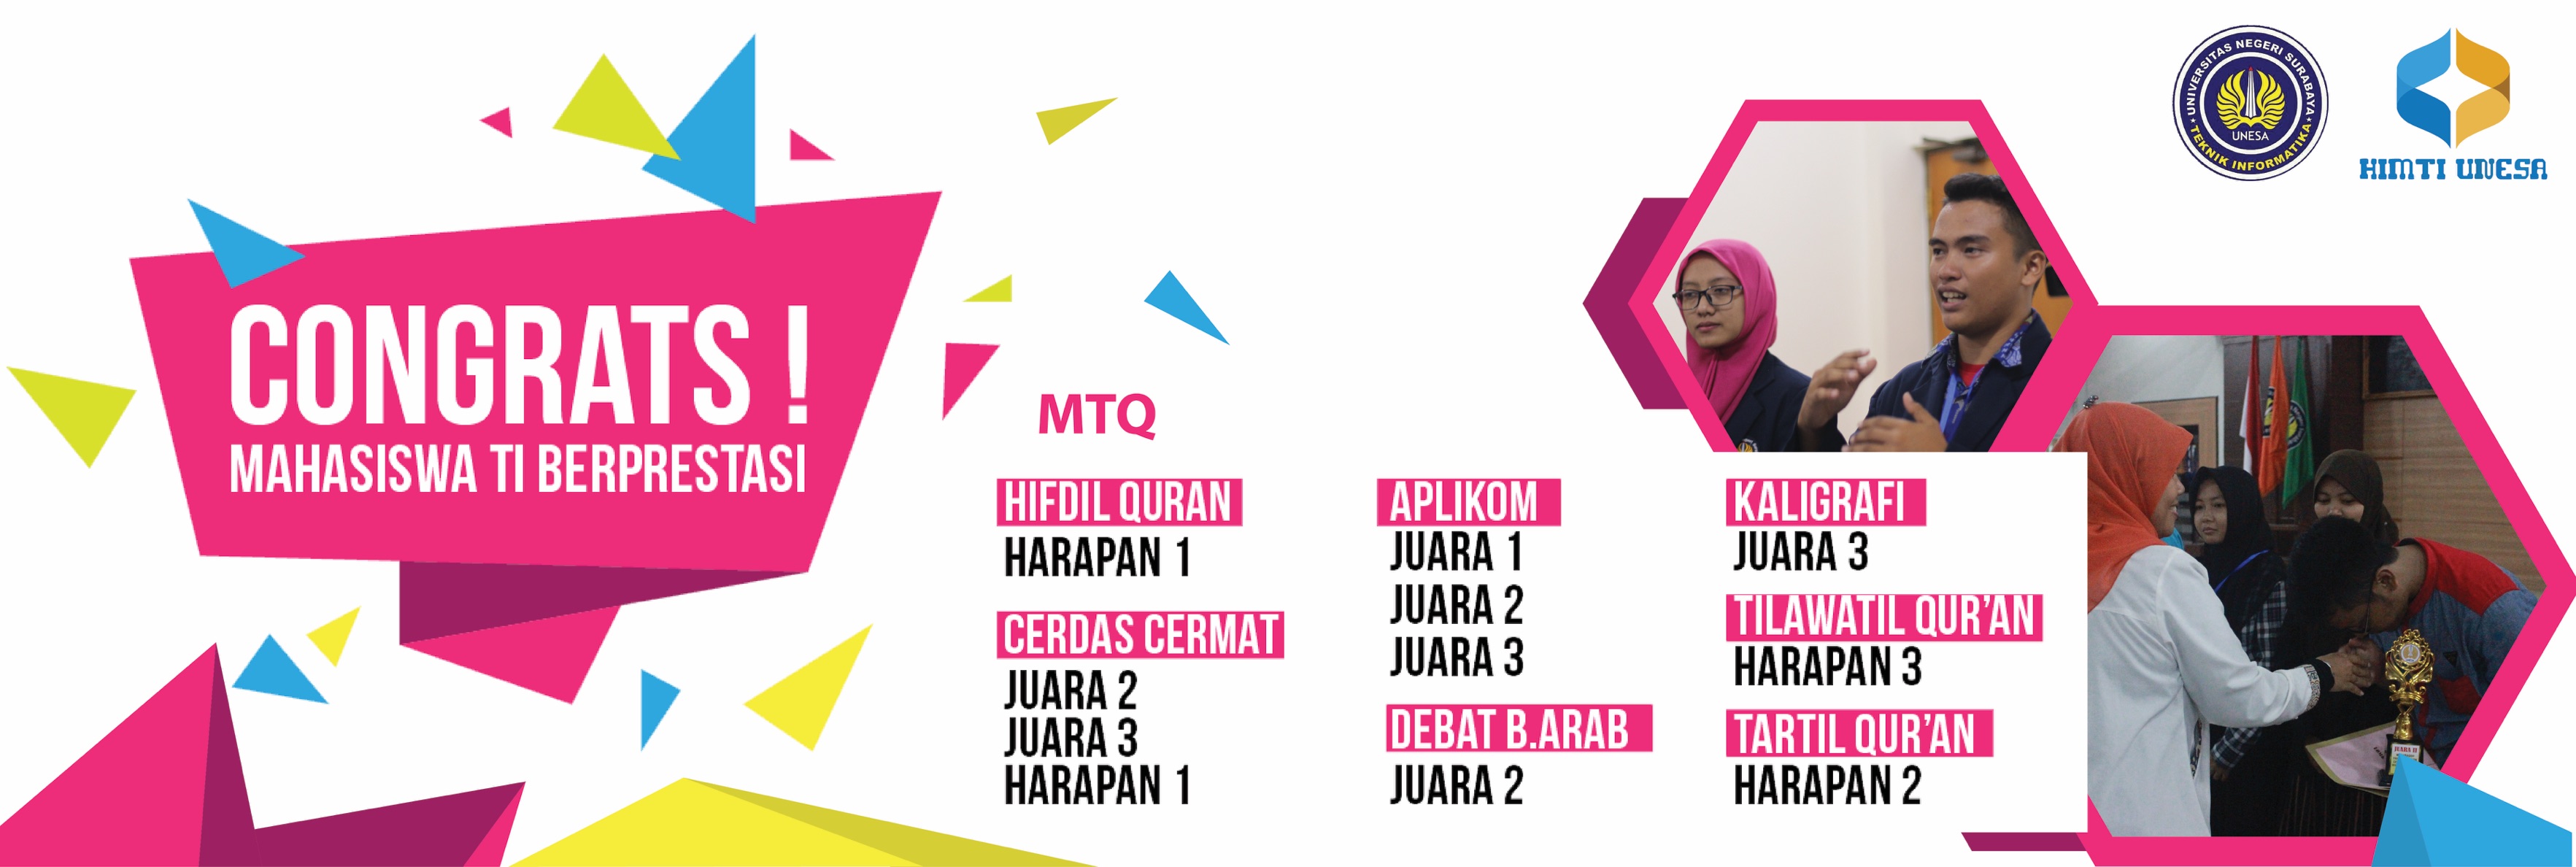 CONGRATS !
MAHASISWA TI BERPRESTASI
MTQ
HIFDIL QURAN
HARAPAN 1
CERDAS CERMAT
JUARA 2
JUARA 3
HARAPAN 1
APLIKOM
JUARA 1
JUARA 2
JUARA 3
DEBAT B.ARAB
JUARA 2
KALIGRAFI
JUARA 3
TILAWATIL QUR'AN
HARAPAN 3
TARTIL QUR'AN
HARAPAN 2
UNIVERSITAS NEGERI SURABAYA
UNESA
TEKNIK INFORMATIKA
HIMTI UNESA
JUARA II